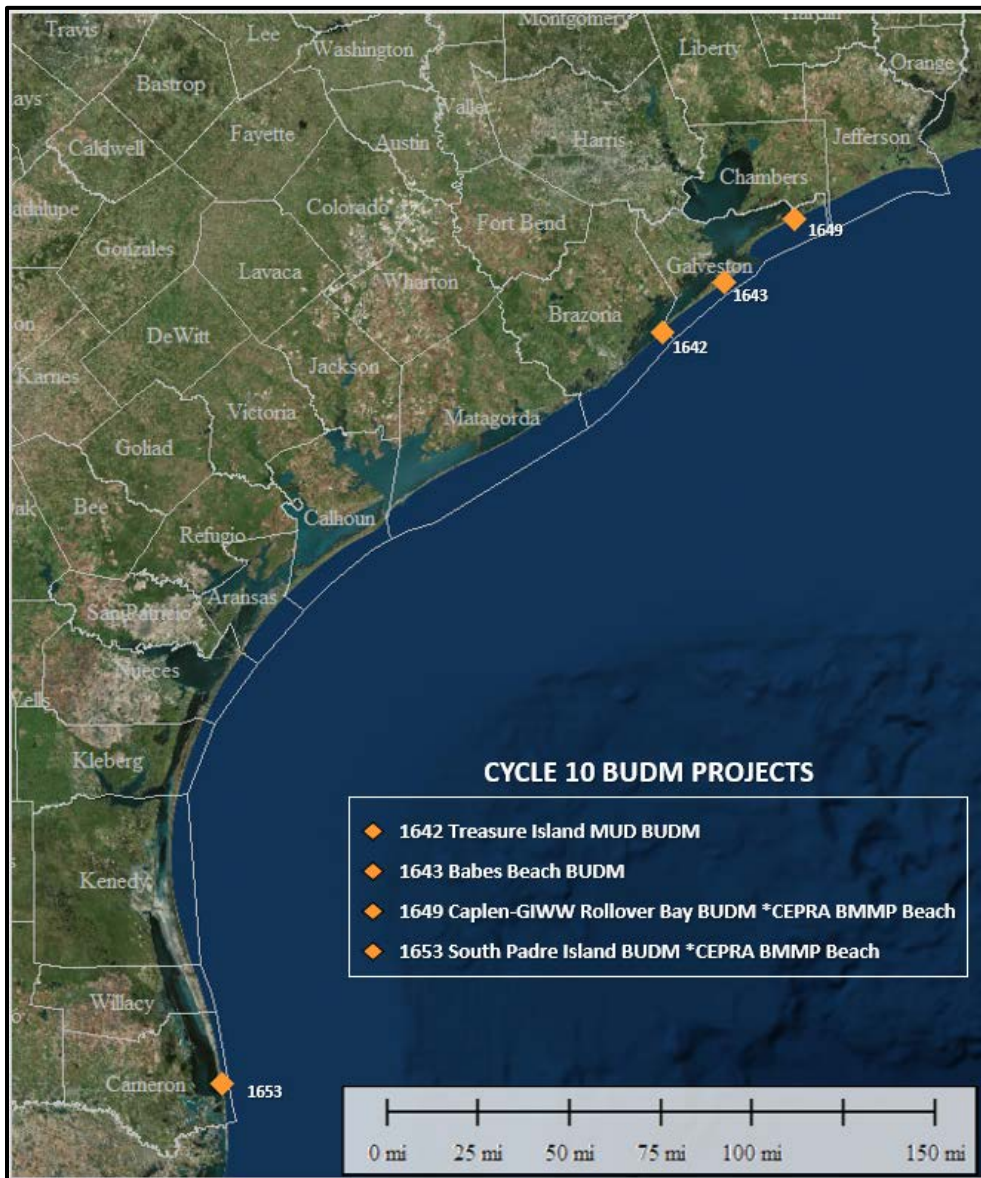 Travis
Lee
Washington
Montgomery
Liberty
Orange
Bastrop
Waller
Harris
Jefferson
Fayette
Austin
Caldwell
Chambers
Colorado
Fort Bend
1649
Gonzales
Lavaca
Wharton
Galveston
1643
Brazoria
DeWitt
1642
Karnes
Jackson
Victoria
Matagorda
Goliad
Bee
Calhoun
Refugio
Aransas
San Patricio
Nueces
Kleberg
CYCLE 10 BUDM PROJECTS
1642 Treasure Island MUD BUDM
1643 Babes Beach BUDM
1649 Caplen-GIWW Rollover Bay BUDM *CEPRA BMMP Beach
1653 South Padre Island BUDM *CEPRA BMMP Beach
Kenedy
Willacy
Cameron
1653
0 mi 25 mi 50 mi 75 mi 100 mi 150 mi